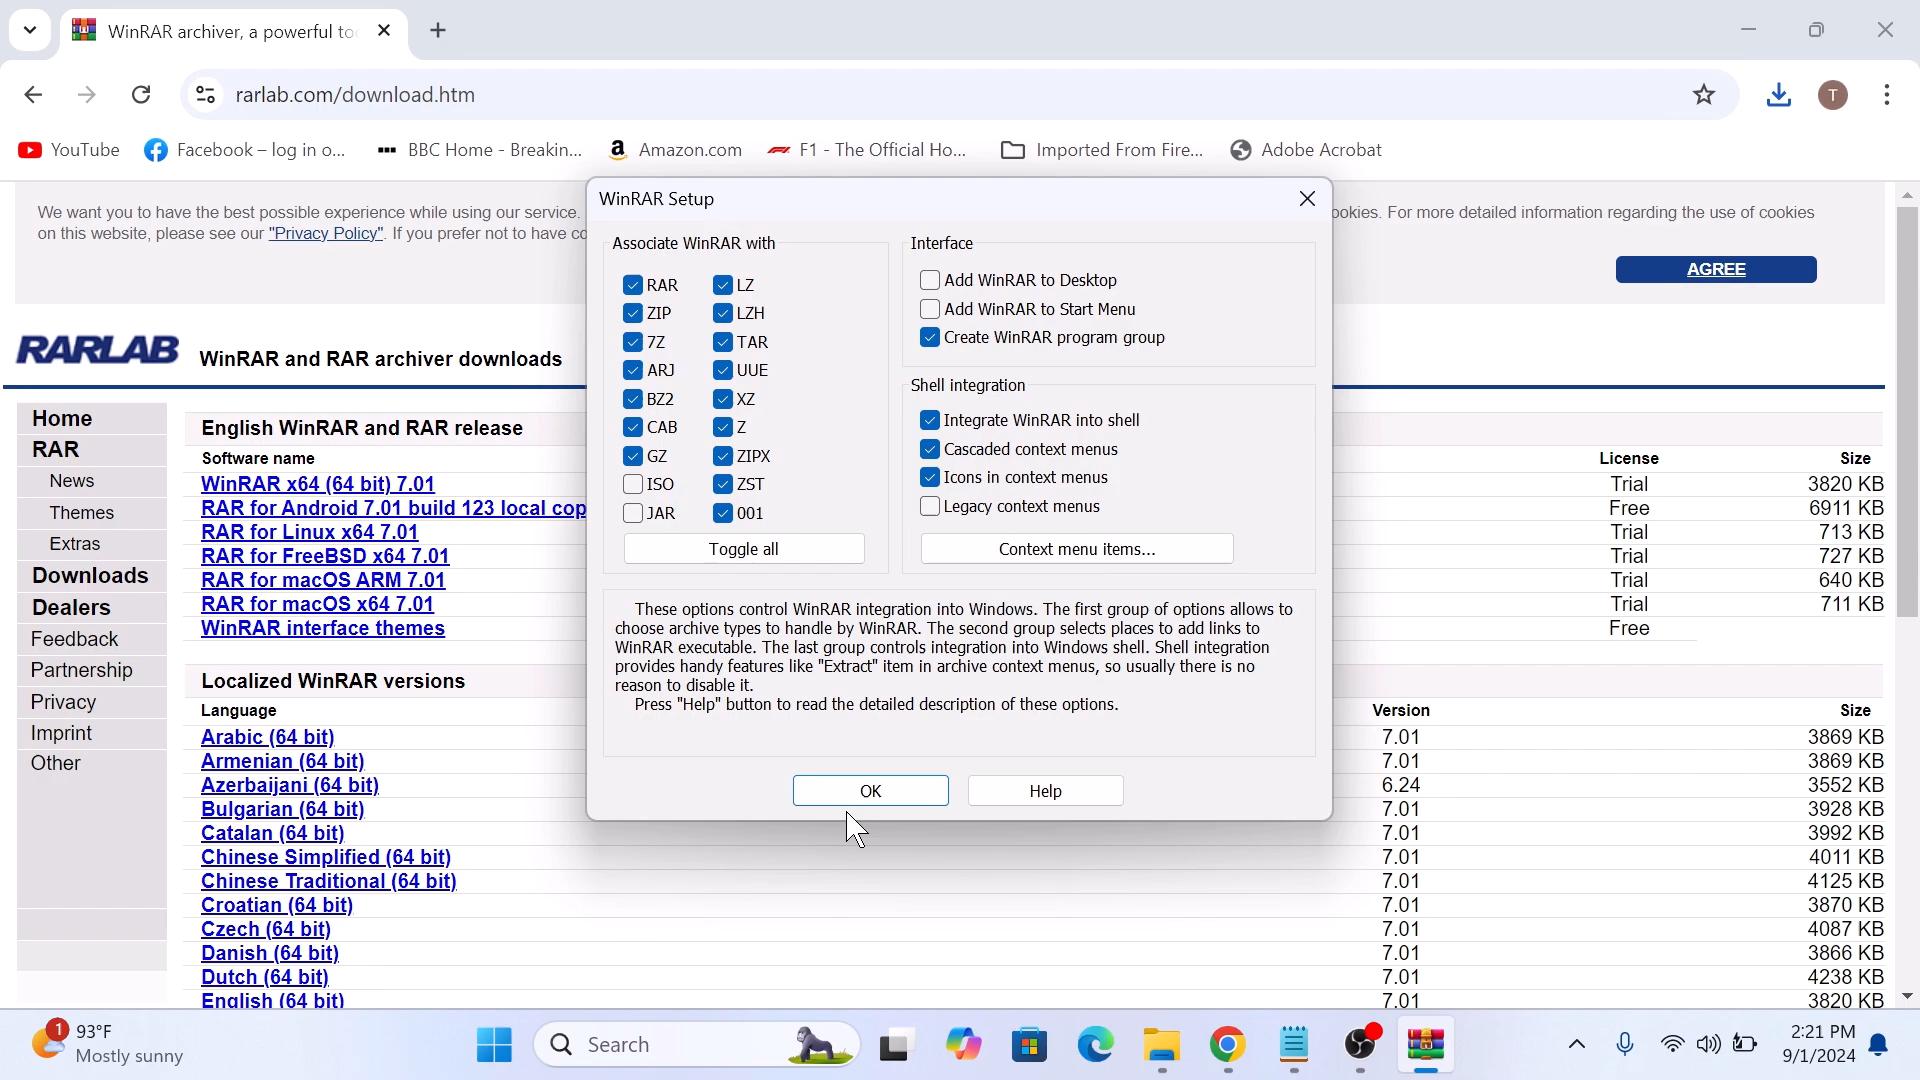 WinRAR archiver, a powerful to
rarlab.com/download.htm
T
YouTube
Facebook – log in o...
BBC Home - Breakin...
Amazon.com
F1 - The Official Ho...
Imported From Fire...
Adobe Acrobat
We want you to have the best possible experience while using our service.
ookies. For more detailed information regarding the use of cookies
on this website, please see our "Privacy Policy". If you prefer not to have co
AGREE
RARLAB
WinRAR and RAR archiver downloads
Home
RAR
News
Themes
Extras
Downloads
Dealers
Feedback
Partnership
Privacy
Imprint
Other
English WinRAR and RAR release
Software name License Size
WinRAR x64 (64 bit) 7.01 Trial 3820 KB
RAR for Android 7.01 build 123 local cop Free 6911 KB
RAR for Linux x64 7.01 Trial 713 KB
RAR for FreeBSD x64 7.01 Trial 727 KB
RAR for macOS ARM 7.01 Trial 640 KB
RAR for macOS x64 7.01 Trial 711 KB
WinRAR interface themes Free
Localized WinRAR versions
Language Version Size
Arabic (64 bit) 7.01 3869 KB
Armenian (64 bit) 7.01 3869 KB
Azerbaijani (64 bit) 6.24 3552 KB
Bulgarian (64 bit) 7.01 3928 KB
Catalan (64 bit) 7.01 3992 KB
Chinese Simplified (64 bit) 7.01 4011 KB
Chinese Traditional (64 bit) 7.01 4125 KB
Croatian (64 bit) 7.01 3870 KB
Czech (64 bit) 7.01 4087 KB
Danish (64 bit) 7.01 3866 KB
Dutch (64 bit) 7.01 4238 KB
English (64 bit) 7.01 3820 KB
WinRAR Setup
Associate WinRAR with
RAR LZ
ZIP LZH
7Z TAR
ARJ UUE
BZ2 XZ
CAB Z
GZ ZIPX
ISO ZST
JAR 001
Toggle all
Interface
Add WinRAR to Desktop
Add WinRAR to Start Menu
Create WinRAR program group
Shell integration
Integrate WinRAR into shell
Cascaded context menus
Icons in context menus
Legacy context menus
Context menu items...
These options control WinRAR integration into Windows. The first group of options allows to
choose archive types to handle by WinRAR. The second group selects places to add links to
WinRAR executable. The last group controls integration into Windows shell. Shell integration
provides handy features like "Extract" item in archive context menus, so usually there is no
reason to disable it.
Press "Help" button to read the detailed description of these options.
OK Help
1
93°F
Mostly sunny
Search
2:21 PM
9/1/2024